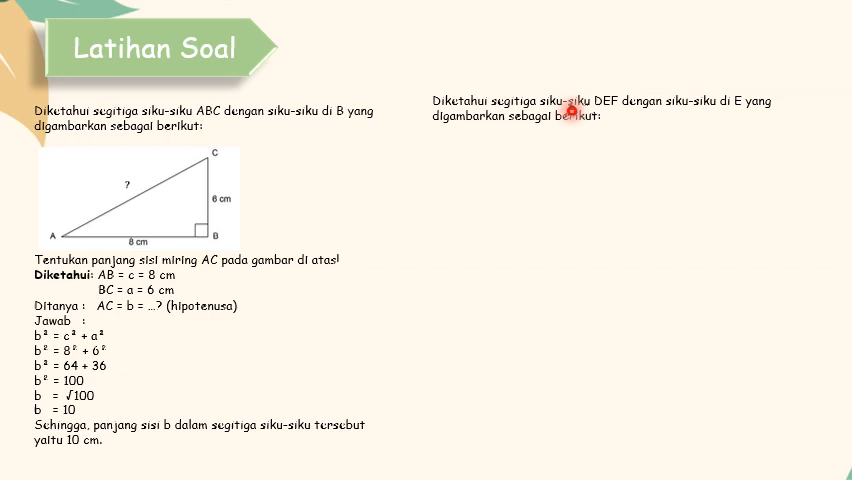 Latihan Soal
Diketahui segitiga siku-siku ABC dengan siku-siku di B yang
digambarkan sebagai berikut:
C
?
6 cm
A
B
8 cm
Tentukan panjang sisi miring AC pada gambar di atas!
Diketahui: AB = c = 8 cm
BC = a = 6 cm
Ditanya : AC = b = ...? (hipotenusa)
Jawab :
b² = c² + a²
b² = 8² + 6²
b² = 64 + 36
b² = 100
b = √100
b = 10
Sehingga, panjang sisi b dalam segitiga siku-siku tersebut
yaitu 10 cm.
Diketahui segitiga siku-siku DEF dengan siku-siku di E yang
digambarkan sebagai berikut: